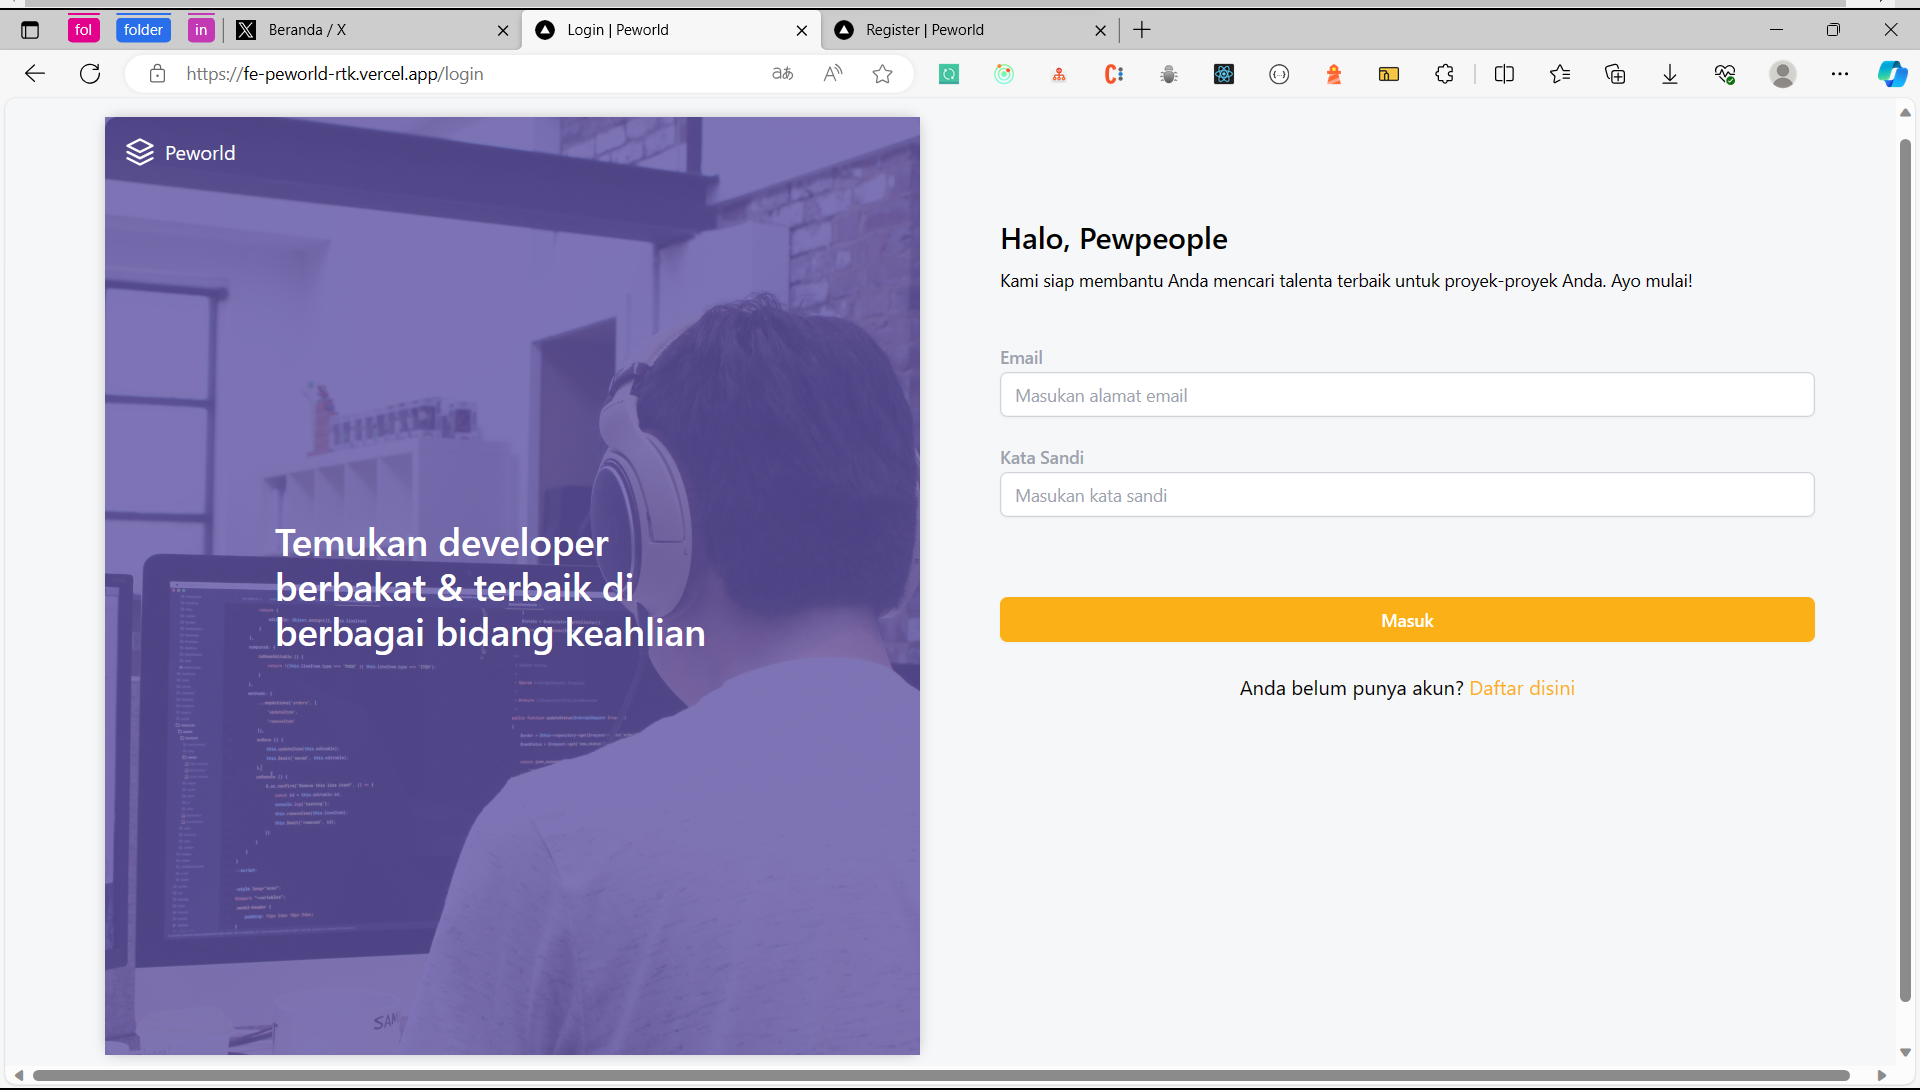 fol
folder
in
Beranda / X
Login | Peworld
Register | Peworld
https://fe-peworld-rtk.vercel.app/login
Peworld
Temukan developer
berbakat & terbaik di
berbagai bidang keahlian
Halo, Pewpeople
Kami siap membantu Anda mencari talenta terbaik untuk proyek-proyek Anda. Ayo mulai!
Email
Masukan alamat email
Kata Sandi
Masukan kata sandi
Masuk
Anda belum punya akun? Daftar disini